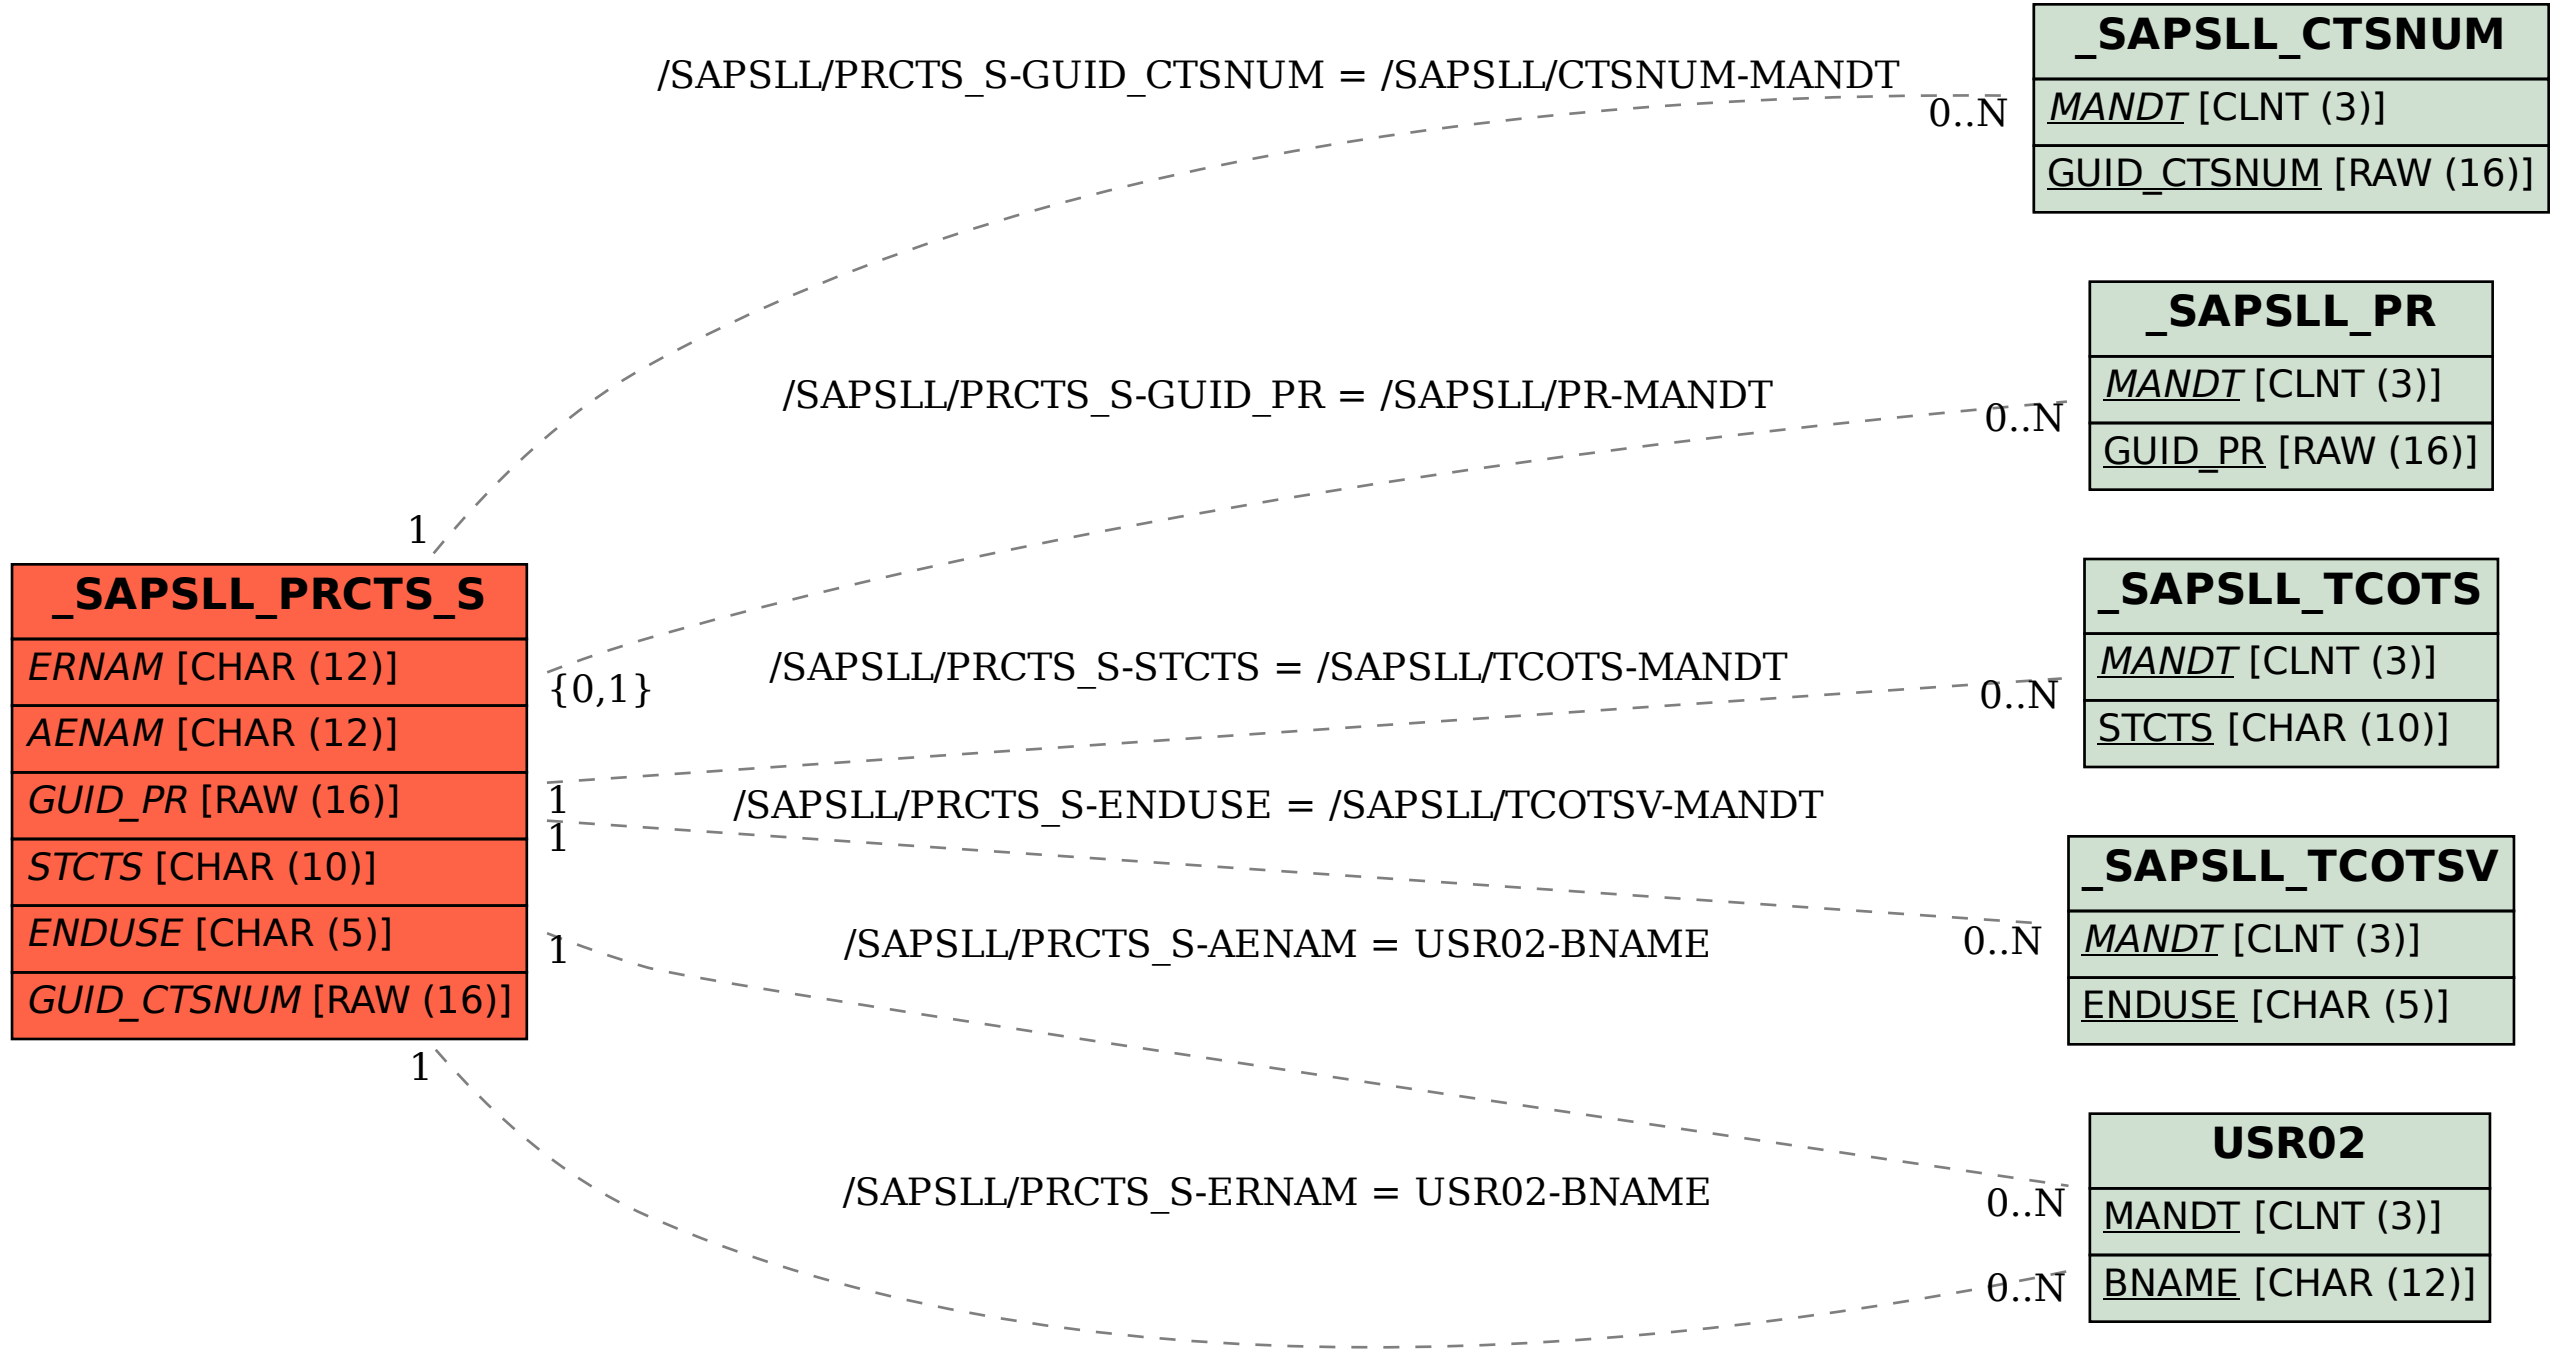 _SAPSLL_CTSNUM
MANDT [CLNT (3)]
GUID_CTSNUM [RAW (16)]
/SAPSLL/PRCTS_S-GUID_CTSNUM = /SAPSLL/CTSNUM-MANDT
0..N
1
_SAPSLL_PR
MANDT [CLNT (3)]
GUID_PR [RAW (16)]
/SAPSLL/PRCTS_S-GUID_PR = /SAPSLL/PR-MANDT
0..N
{0,1}
_SAPSLL_PRCTS_S
ERNAM [CHAR (12)]
AENAM [CHAR (12)]
GUID_PR [RAW (16)]
STCTS [CHAR (10)]
ENDUSE [CHAR (5)]
GUID_CTSNUM [RAW (16)]
_SAPSLL_TCOTS
MANDT [CLNT (3)]
STCTS [CHAR (10)]
/SAPSLL/PRCTS_S-STCTS = /SAPSLL/TCOTS-MANDT
0..N
1
/SAPSLL/PRCTS_S-ENDUSE = /SAPSLL/TCOTSV-MANDT
1
0..N
_SAPSLL_TCOTSV
MANDT [CLNT (3)]
ENDUSE [CHAR (5)]
/SAPSLL/PRCTS_S-AENAM = USR02-BNAME
1
0..N
USR02
MANDT [CLNT (3)]
BNAME [CHAR (12)]
/SAPSLL/PRCTS_S-ERNAM = USR02-BNAME
1
0..N